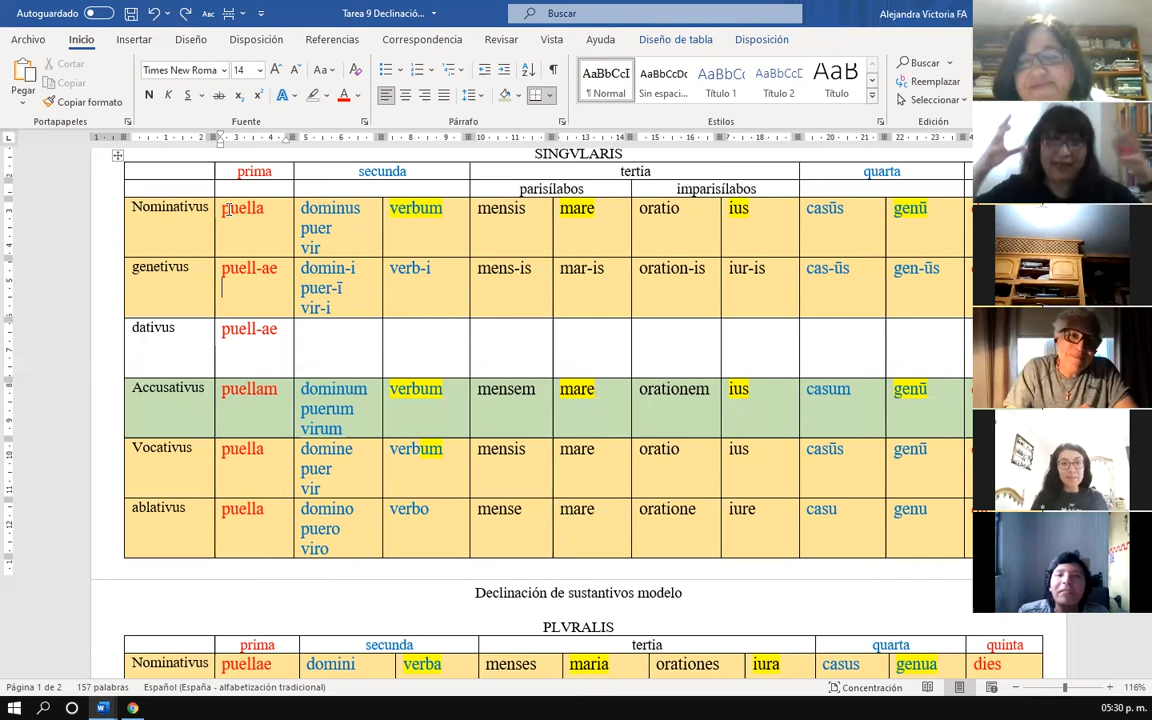 Autoguardado Tarea 9 Declinació... Buscar Alejandra Victoria FA
Archivo Inicio Insertar Diseño Disposición Referencias Correspondencia Revisar Vista Ayuda Diseño de tabla Disposición
Pegar Cortar Copiar Copiar formato
Times New Roma 14
N K S
AaBbCcI AaBbCcDc AaBbC AaBbCcI AaB
¶ Normal Sin espaci... Título 1 Título 2 Título
Buscar Reemplazar Seleccionar
Portapapeles Fuente Párrafo Estilos Edición
SINGVLARIS
prima secunda tertia quarta
parisílabos imparisílabos
Nominativus puella dominus verbum mensis mare oratio ius casūs genū
puer
vir
genetivus puell-ae domin-i verb-i mens-is mar-is oration-is iur-is cas-ūs gen-ūs
puer-ī
vir-i
dativus puell-ae
Accusativus puellam dominum verbum mensem mare orationem ius casum genū
puerum
virum
Vocativus puella domine verbum mensis mare oratio ius casūs genū
puer
vir
ablativus puella domino verbo mense mare oratione iure casu genu
puero
viro
Declinación de sustantivos modelo
PLVRALIS
prima secunda tertia quarta quinta
Nominativus puellae domini verba menses maria orationes iura casus genua dies
Página 1 de 2 157 palabras Español (España - alfabetización tradicional) Concentración 116%
05:30 p. m.